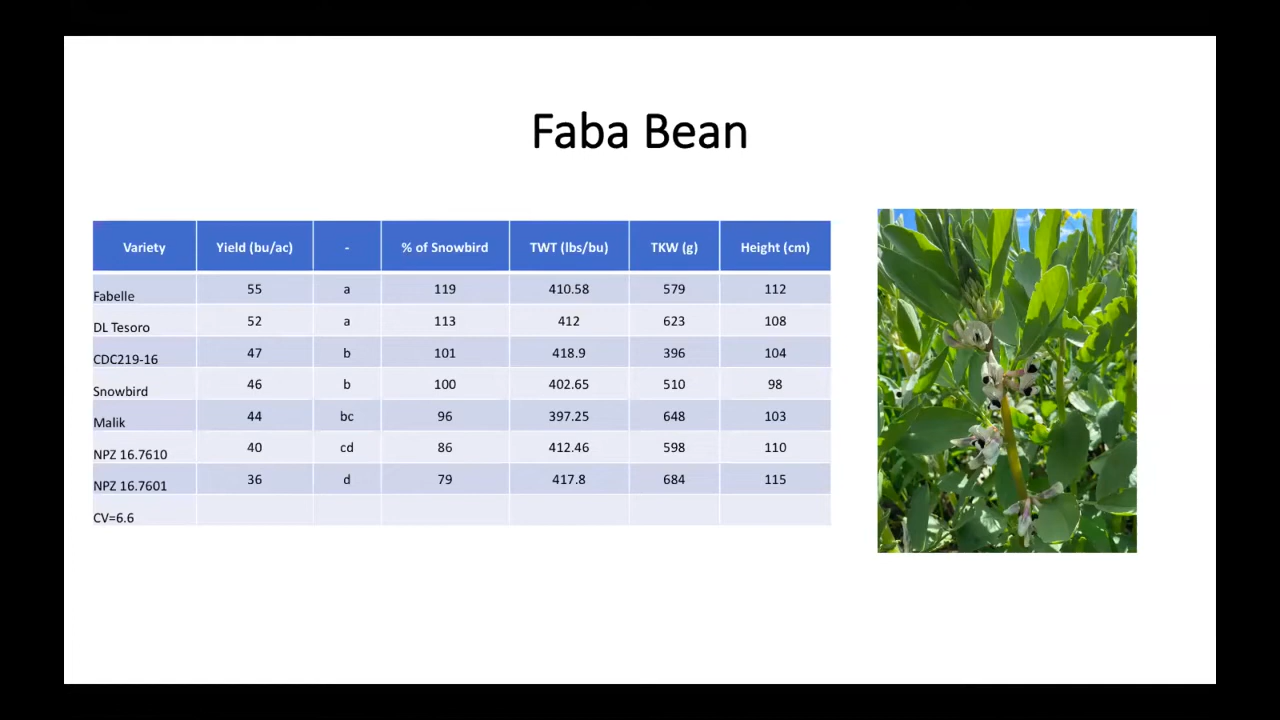 Faba Bean
Variety Yield (bu/ac) - % of Snowbird TWT (lbs/bu) TKW (g) Height (cm)
Fabelle 55 a 119 410.58 579 112
DL Tesoro 52 a 113 412 623 108
CDC219-16 47 b 101 418.9 396 104
Snowbird 46 b 100 402.65 510 98
Malik 44 bc 96 397.25 648 103
NPZ 16.7610 40 cd 86 412.46 598 110
NPZ 16.7601 36 d 79 417.8 684 115
CV=6.6